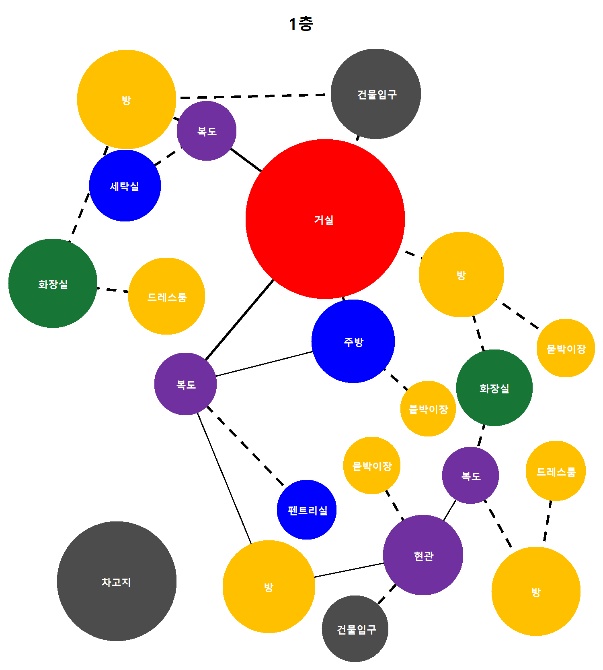 1층
방
건물입구
복도
세탁실
거실
방
화장실
드레스룸
주방
붙박이장
복도
화장실
붙박이장
붙박이장
복도
드레스룸
펜트리실
현관
차고지
방
방
건물입구